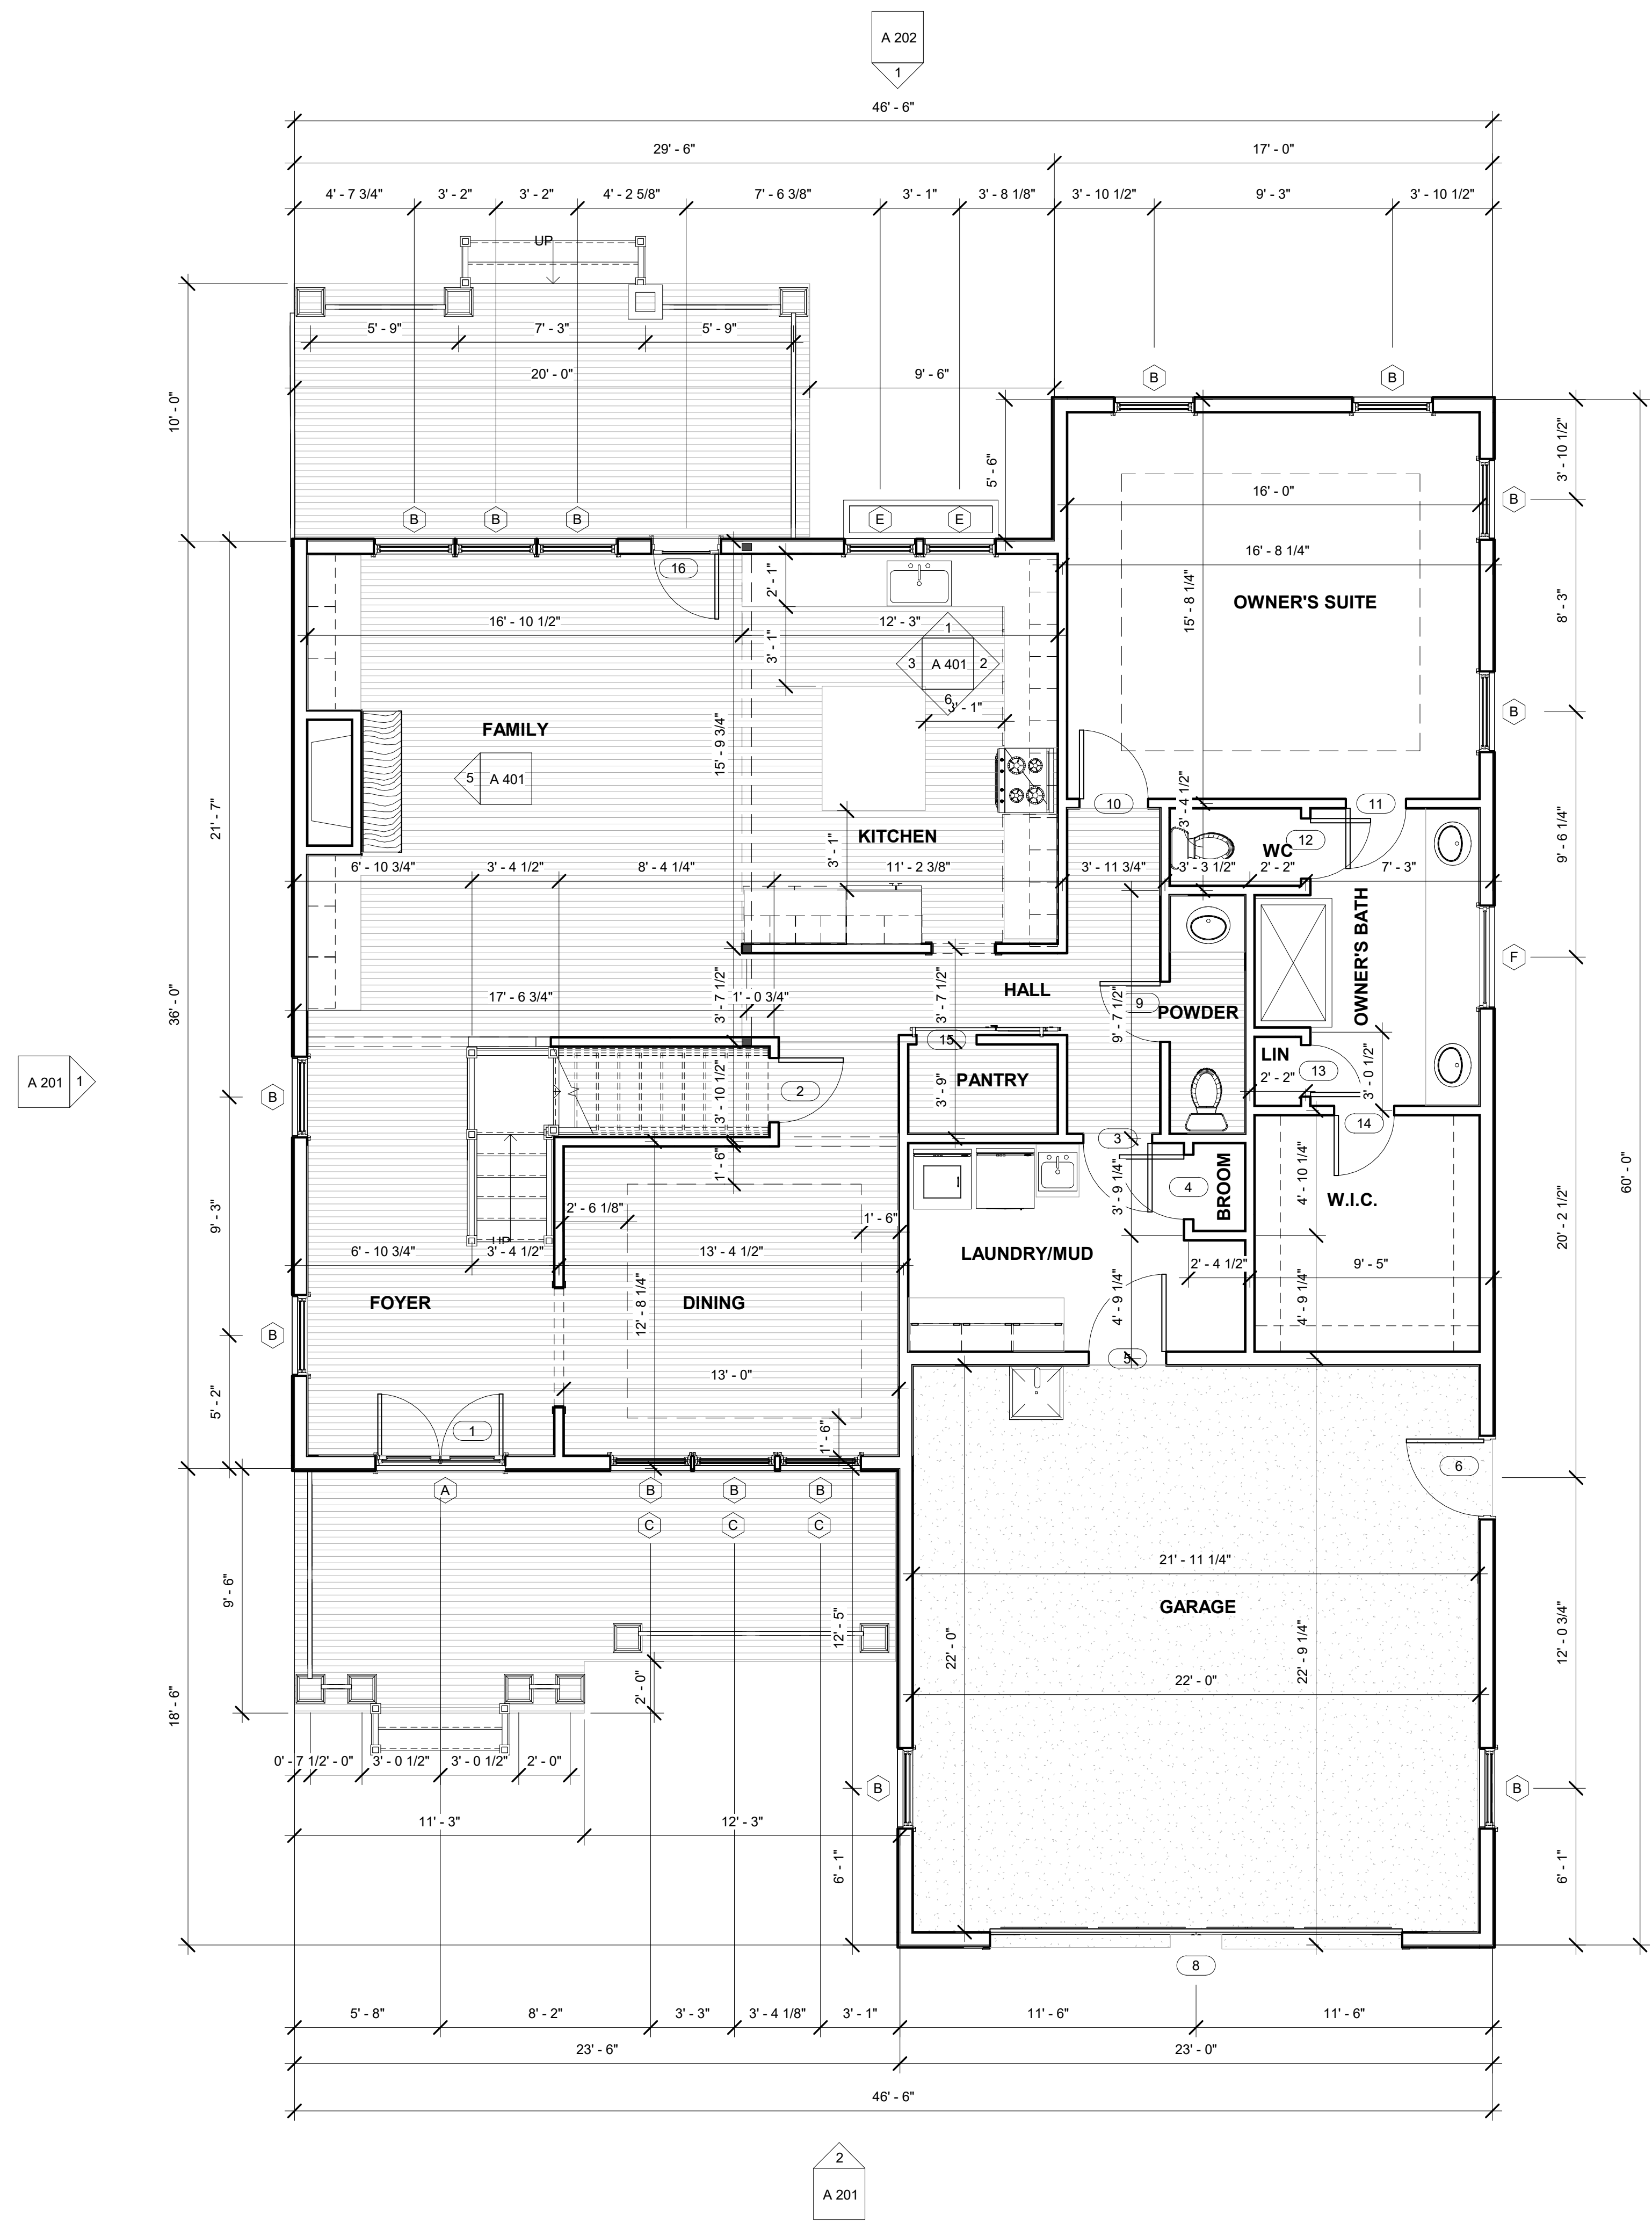 A 202
1
46' - 6"
29' - 6"
17' - 0"
4' - 7 3/4"
3' - 2"
3' - 2"
4' - 2 5/8"
7' - 6 3/8"
3' - 1"
3' - 8 1/8"
3' - 10 1/2"
9' - 3"
3' - 10 1/2"
UP
5' - 9"
7' - 3"
5' - 9"
20' - 0"
9' - 6"
10' - 0"
B
B
5' - 6"
3' - 10 1/2"
16' - 0"
B
B
B
B
E
E
16' - 8 1/4"
16
2' - 1"
15' - 8 1/4"
OWNER'S SUITE
8' - 3"
16' - 10 1/2"
12' - 3"
1
3' - 1"
3
A 401
2
6
3' - 1"
B
FAMILY
15' - 9 3/4"
5
A 401
21' - 7"
10
11
3' - 4 1/2"
KITCHEN
3' - 1"
12
WC
9' - 6 1/4"
6' - 10 3/4"
3' - 4 1/2"
8' - 4 1/4"
11' - 2 3/8"
3' - 11 3/4"
3' - 3 1/2"
2' - 2"
7' - 3"
OWNER'S BATH
F
36' - 0"
17' - 6 3/4"
3' - 7 1/2"
1' - 0 3/4"
3' - 7 1/2"
HALL
9
9' - 7 1/2"
POWDER
15
LIN
2' - 2"
13
3' - 0 1/2"
A 201
1
B
3' - 10 1/2"
2
3' - 9"
PANTRY
14
3
60' - 0"
1' - 6"
3' - 9 1/4"
4
BROOM
4' - 10 1/4"
W.I.C.
9' - 3"
2' - 6 1/8"
1' - 6"
20' - 2 1/2"
UP
6' - 10 3/4"
3' - 4 1/2"
13' - 4 1/2"
LAUNDRY/MUD
2' - 4 1/2"
9' - 5"
FOYER
12' - 8 1/4"
DINING
4' - 9 1/4"
4' - 9 1/4"
B
5
13' - 0"
5' - 2"
1
1' - 6"
6
A
B
B
B
C
C
C
21' - 11 1/4"
9' - 6"
GARAGE
12' - 5"
22' - 0"
22' - 9 1/4"
12' - 0 3/4"
22' - 0"
2' - 0"
18' - 6"
0' - 7 1/2' - 0"
3' - 0 1/2"
3' - 0 1/2"
2' - 0"
B
B
11' - 3"
12' - 3"
6' - 1"
6' - 1"
8
5' - 8"
8' - 2"
3' - 3"
3' - 4 1/8"
3' - 1"
11' - 6"
11' - 6"
23' - 6"
23' - 0"
46' - 6"
2
A 201